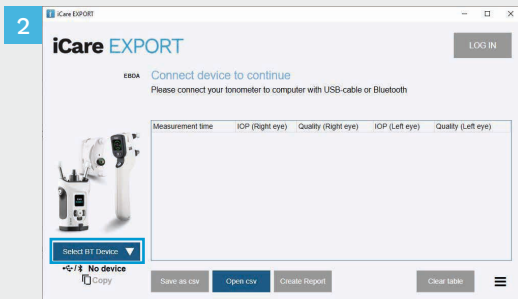 2
iCare EXPORT
iCare EXPORT
LOG IN
EBDA
Connect device to continue
Please connect your tonometer to computer with USB-cable or Bluetooth
Measurement time IOP (Right eye) Quality (Right eye) IOP (Left eye) Quality (Left eye)
Select BT Device
No device
Copy
Save as csv Open csv Create Report Clear table